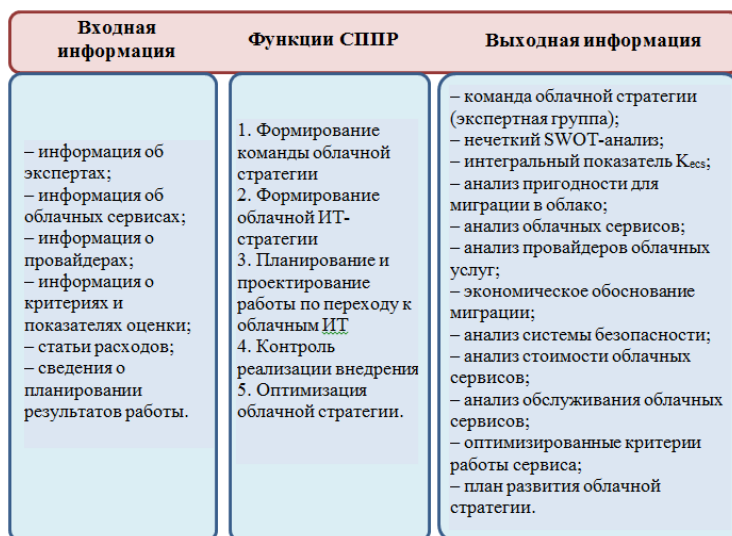 Входная
информация
Функции СППР
Выходная информация
– информация об
экспертах;
– информация об
облачных сервисах;
– информация о
провайдерах;
– информация о
критериях и
показателях оценки;
– статьи расходов;
– сведения о
планировании
результатов работы.
1. Формирование
команды облачной
стратегии
2. Формирование
облачной ИТ-
стратегии
3. Планирование и
проектирование
работы по переходу к
облачным ИТ
4. Контроль
реализации внедрения
5. Оптимизация
облачной стратегии.
– команда облачной стратегии
(экспертная группа);
– нечеткий SWOT-анализ;
– интегральный показатель Kecs;
– анализ пригодности для
миграции в облако;
– анализ облачных сервисов;
– анализ провайдеров облачных
услуг;
– экономическое обоснование
миграции;
– анализ системы безопасности;
– анализ стоимости облачных
сервисов;
– анализ обслуживания облачных
сервисов;
– оптимизированные критерии
работы сервиса;
– план развития облачной
стратегии.